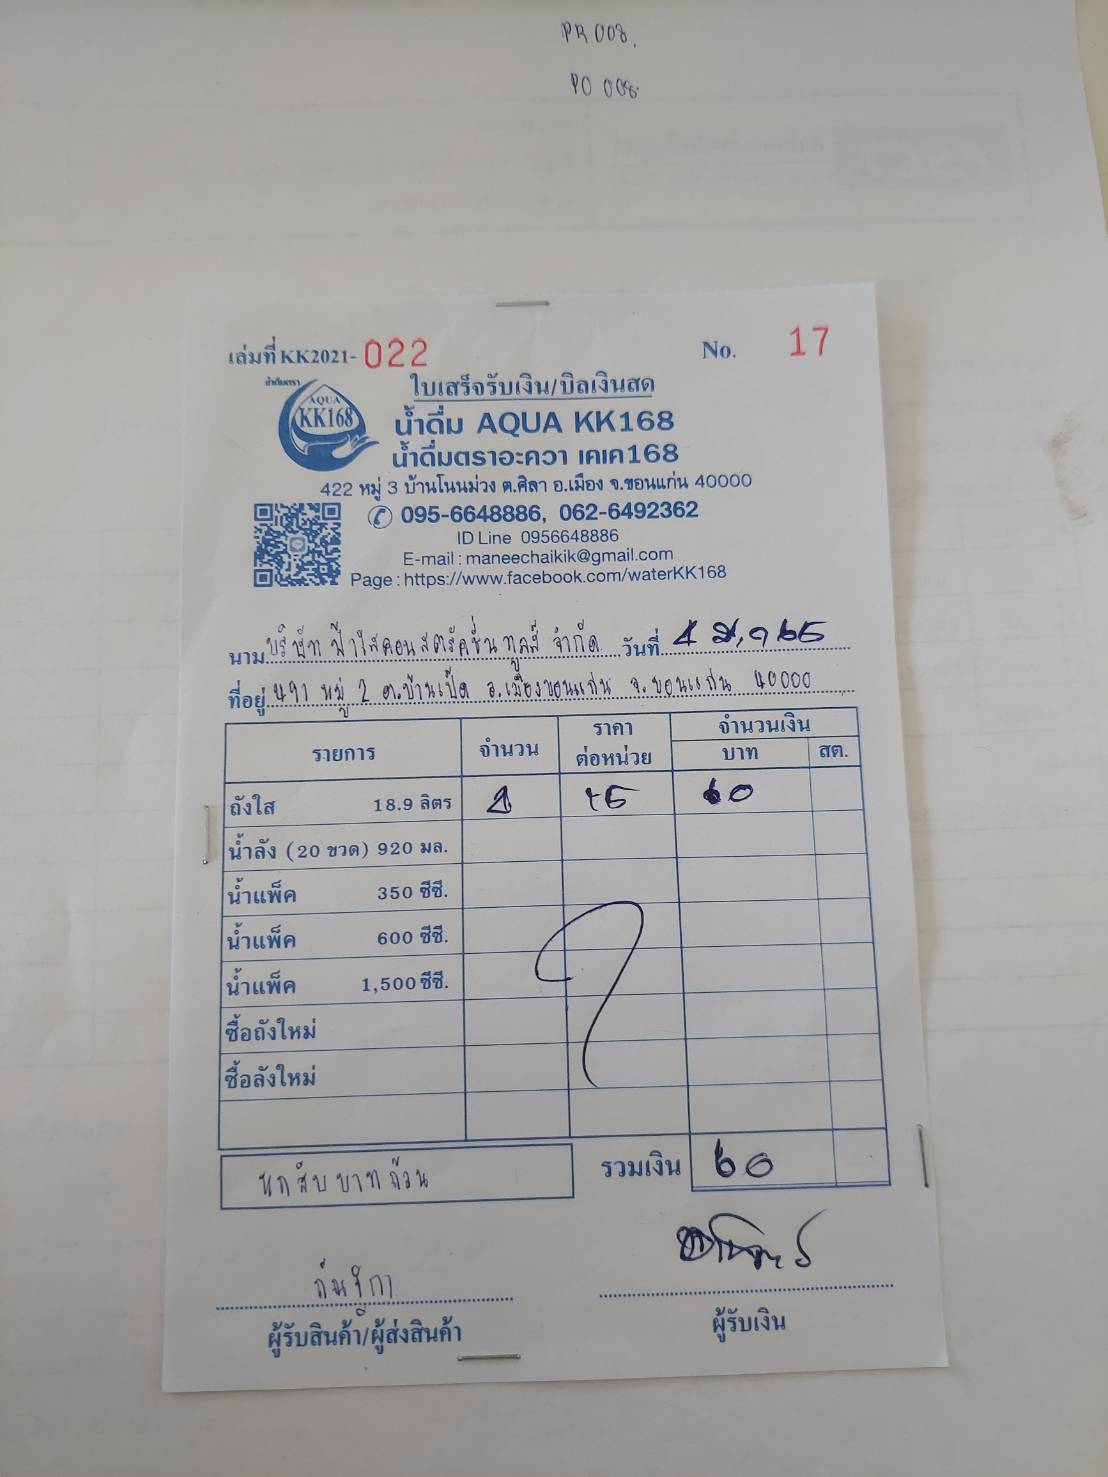 PR 008.
PO 008.
เล่มที่ KK2021- 022 No. 17
ใบเสร็จรับเงิน/บิลเงินสด
น้ำดื่มตรา
AQUA
KK168
น้ำดื่ม AQUA KK168
น้ำดื่มตราอะควา เคเค168
422 หมู่ 3 บ้านโนนม่วง ต.ศิลา อ.เมือง จ.ขอนแก่น 40000
095-6648886, 062-6492362
ID Line 0956648886
E-mail : maneechaikik@gmail.com
Page : https://www.facebook.com/waterKK168
นาม บริษัท ฟ้าใสคอนสตรัคชั่น ทูลส์ จำกัด วันที่
ที่อยู่ 491 หมู่ 2 ต.บ้านเป็ด อ.เมืองขอนแก่น จ.ขอนแก่น 40000
รายการ จำนวน ราคาต่อหน่วย จำนวนเงิน
บาท สต.
ถังใส 18.9 ลิตร 60
น้ำลัง (20 ขวด) 920 มล.
น้ำแพ็ค 350 ซีซี.
น้ำแพ็ค 600 ซีซี.
น้ำแพ็ค 1,500 ซีซี.
ซื้อถังใหม่
ซื้อลังใหม่
หกสิบบาทถ้วน รวมเงิน 60
ผู้รับสินค้า/ผู้ส่งสินค้า ผู้รับเงิน